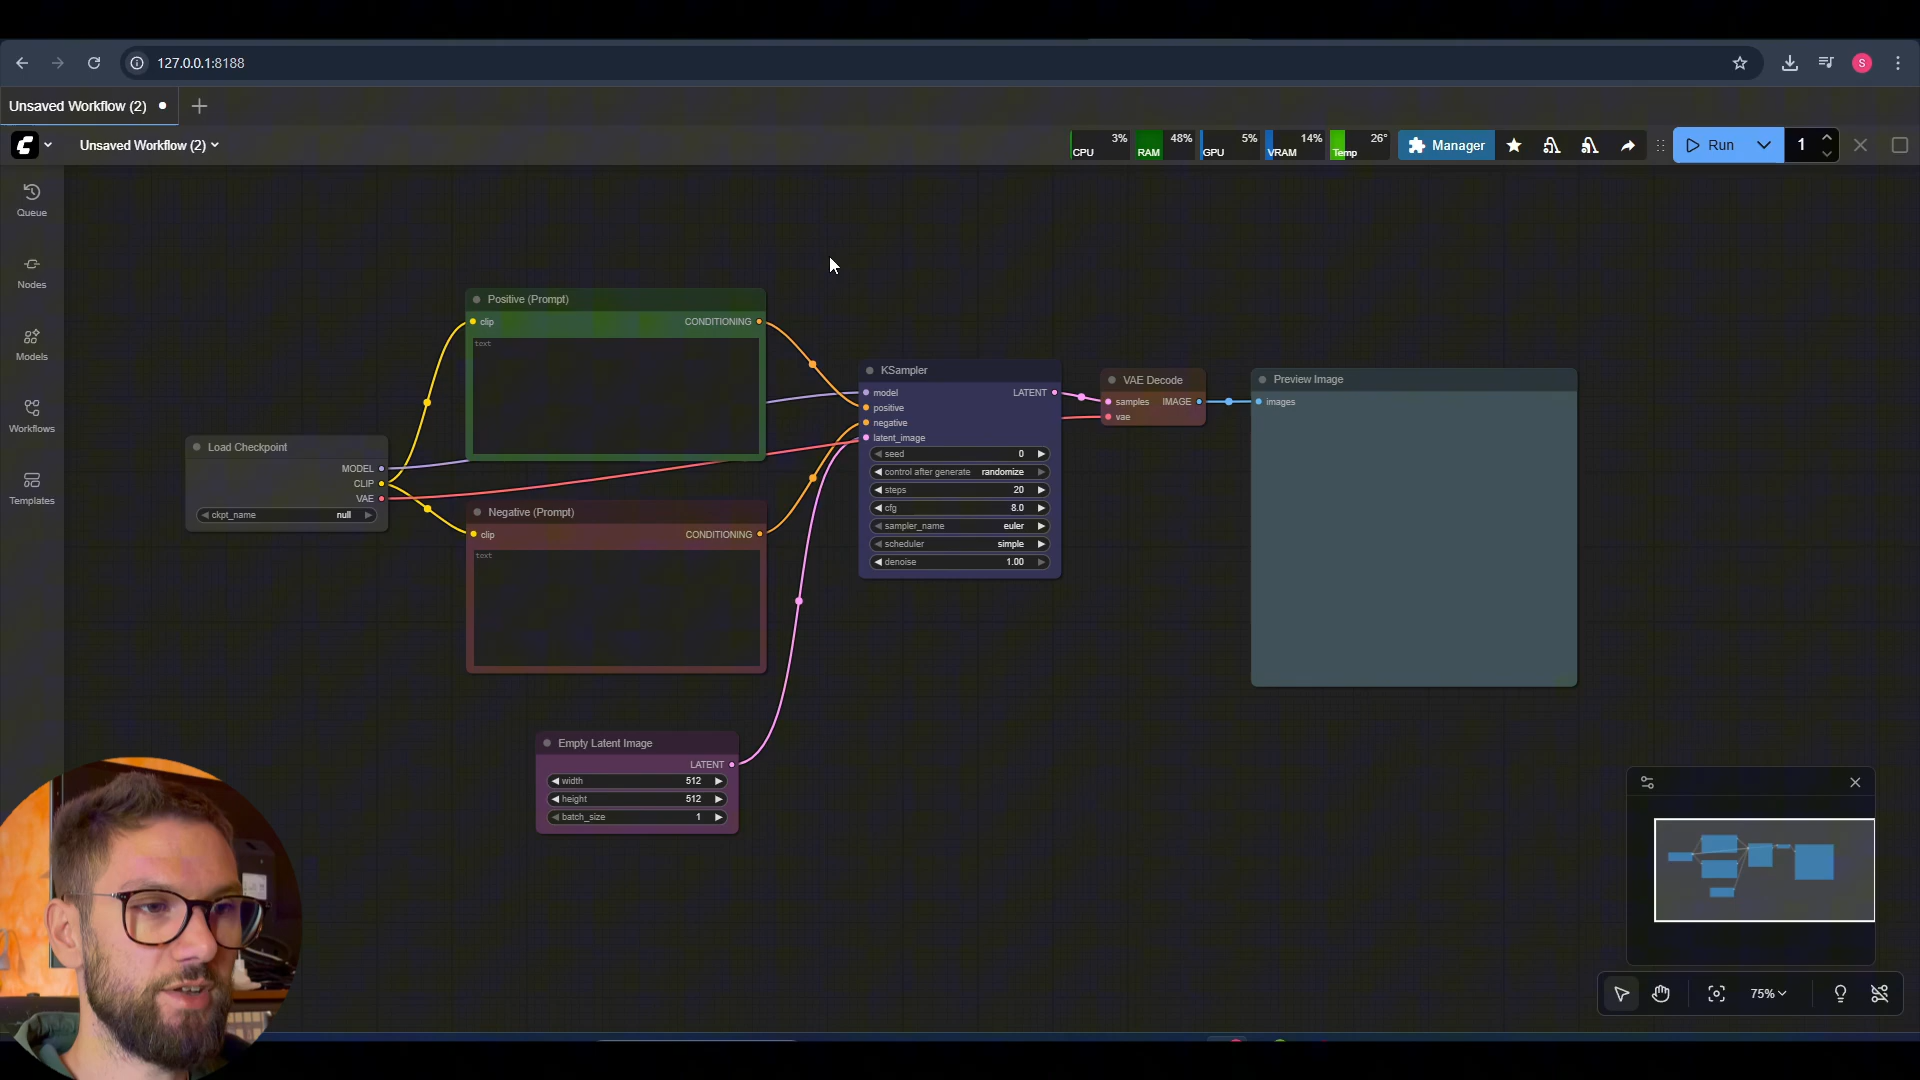 127.0.0.1:8188
S
Unsaved Workflow (2)
Unsaved Workflow (2)
CPU 3%
RAM 48%
GPU 5%
VRAM 14%
Temp 26°
Manager
Run
1
Queue
Nodes
Models
Workflows
Templates
Positive (Prompt)
clip CONDITIONING
text
Load Checkpoint
MODEL
CLIP
VAE
ckpt_name null
Negative (Prompt)
clip CONDITIONING
text
Empty Latent Image
LATENT
width 512
height 512
batch_size 1
KSampler
model LATENT
positive
negative
latent_image
seed 0
control after generate randomize
steps 20
cfg 8.0
sampler_name euler
scheduler simple
denoise 1.00
VAE Decode
samples IMAGE
vae
Preview Image
images
75%